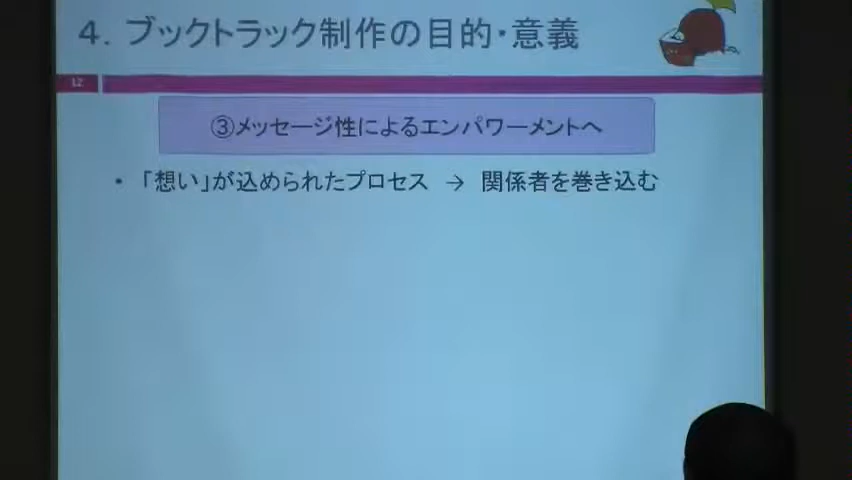 4. ブックトラック制作の目的・意義
12
③メッセージ性によるエンパワーメントへ
・「想い」が込められたプロセス → 関係者を巻き込む